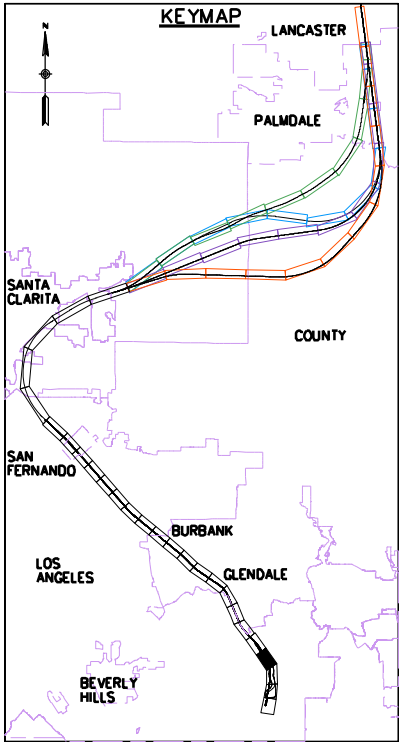 KEYMAP
N
LANCASTER
PALMDALE
SANTA
CLARITA
COUNTY
SAN
FERNANDO
BURBANK
LOS
ANGELES
GLENDALE
BEVERLY
HILLS